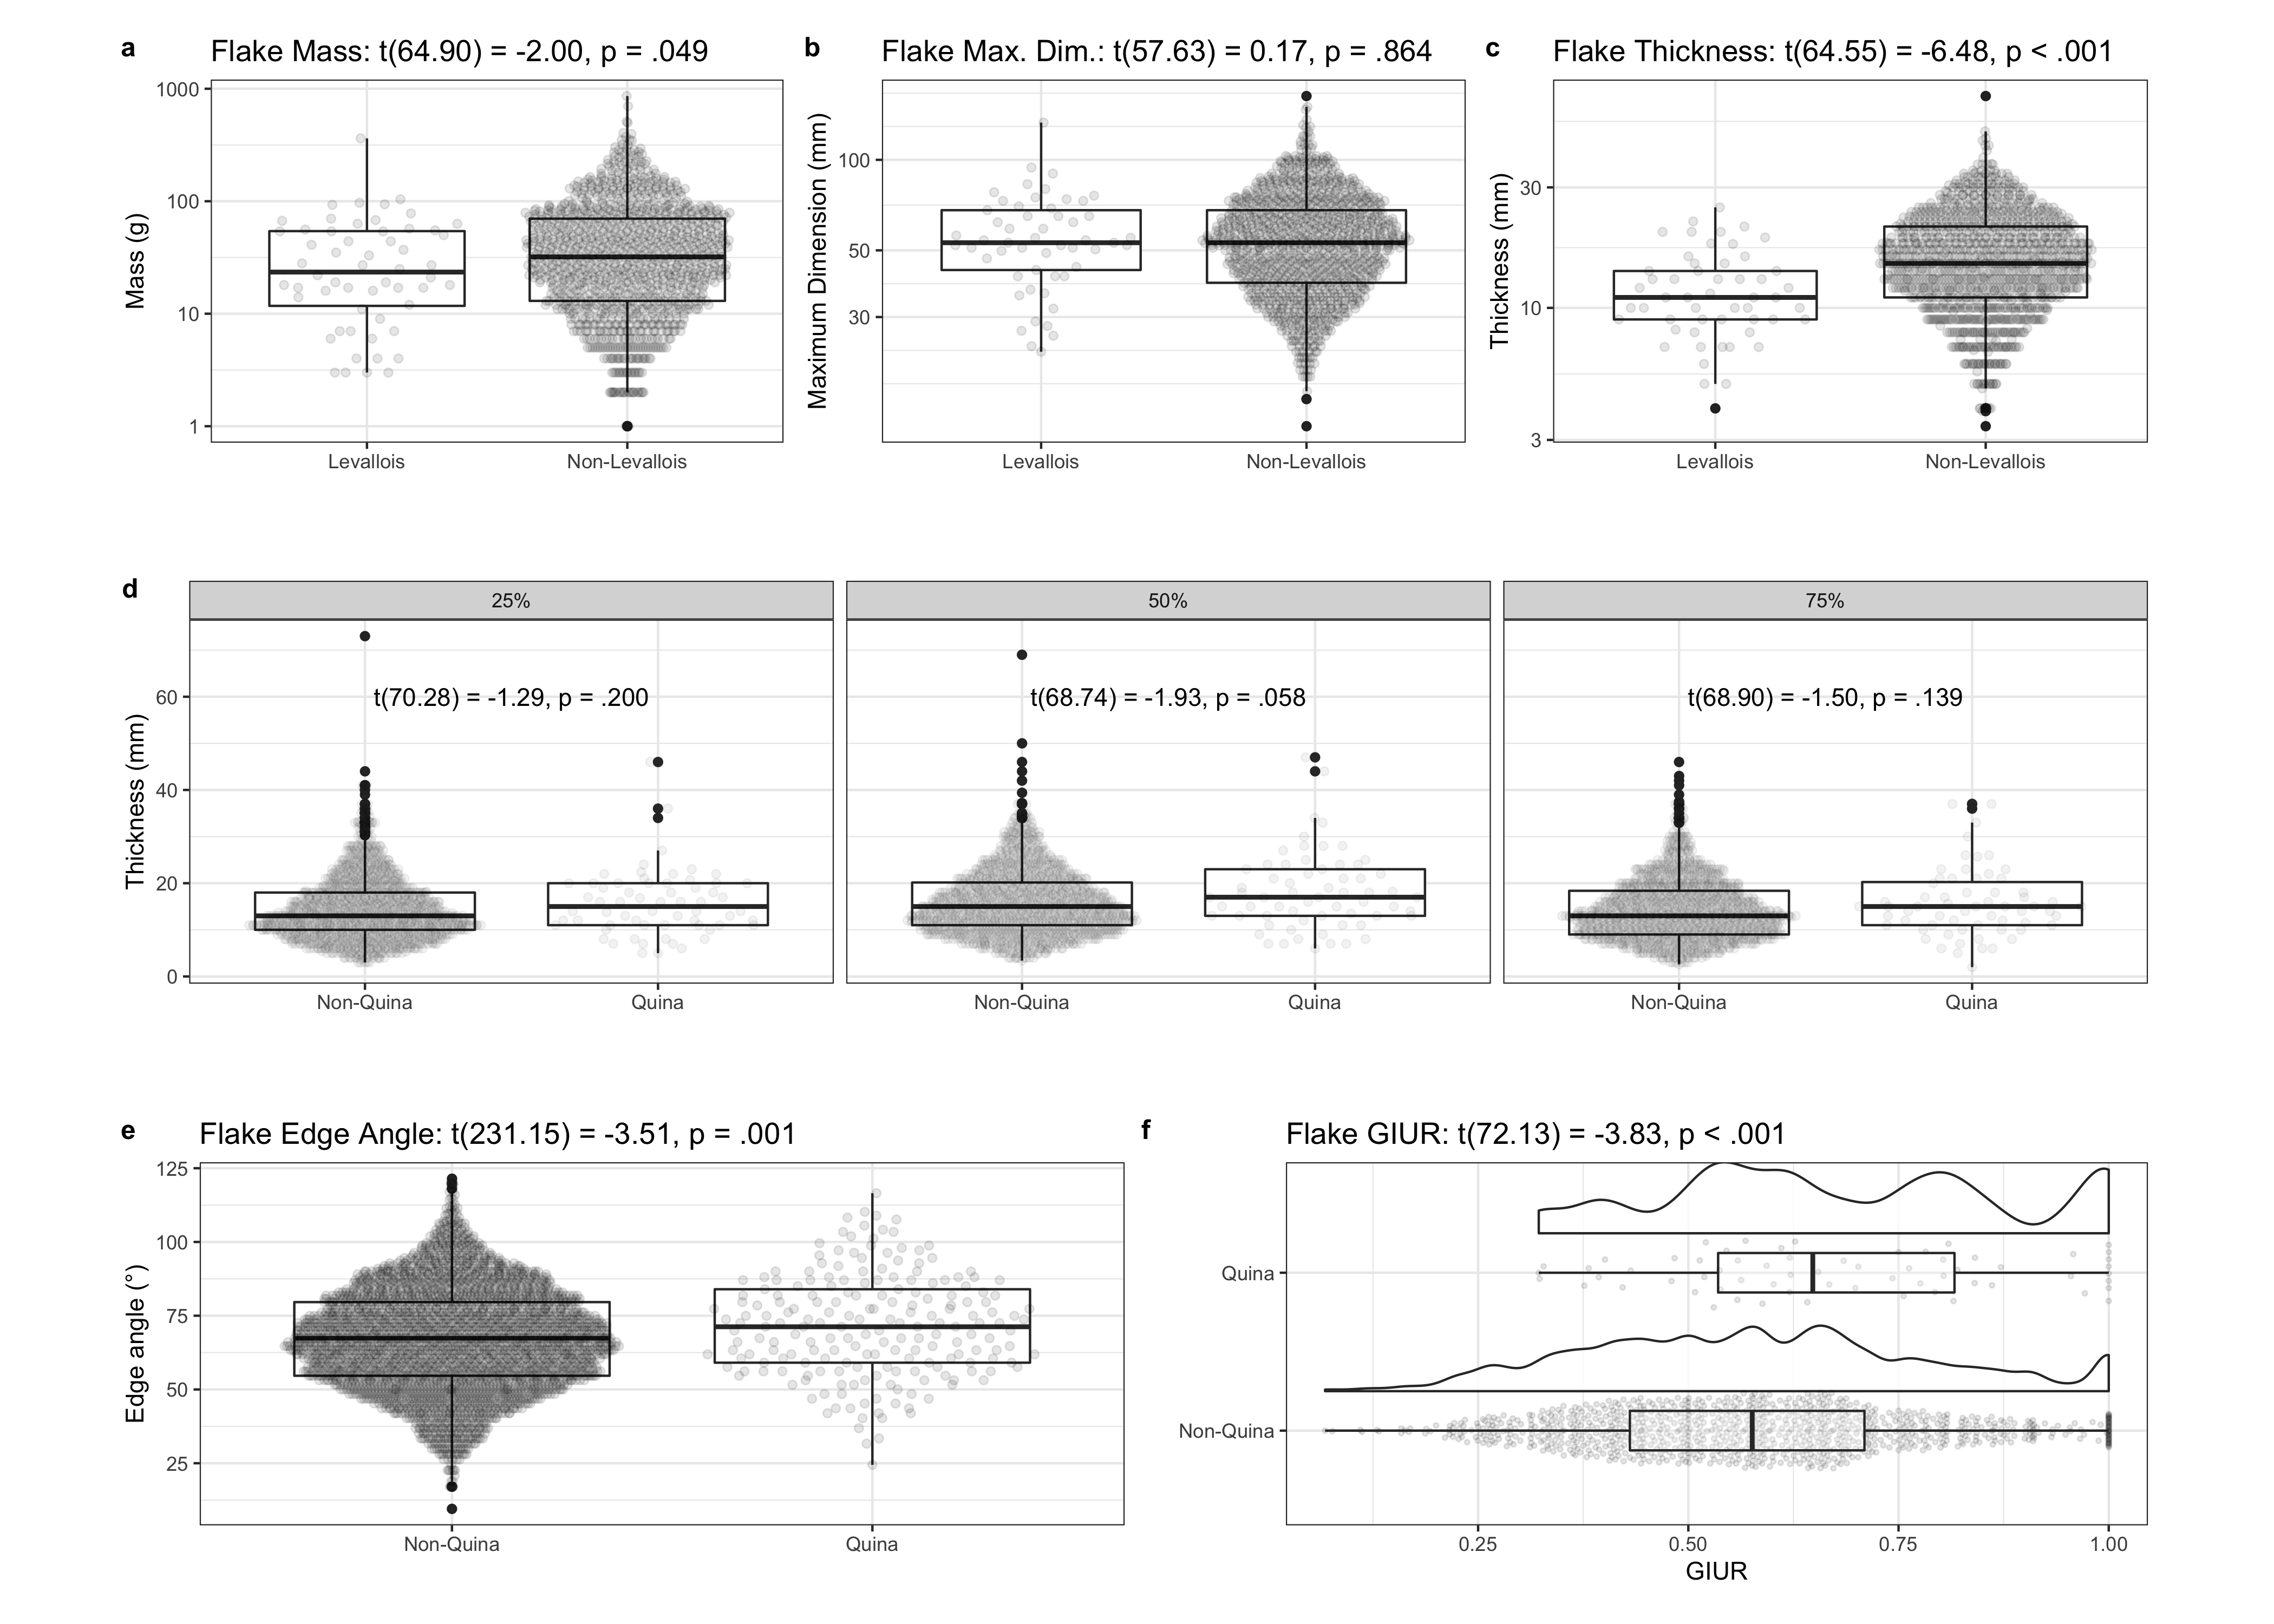 a
Flake Mass: t(64.90) = -2.00, p = .049
1000
100
10
1
Mass (g)
Levallois
Non-Levallois
b
Flake Max. Dim.: t(57.63) = 0.17, p = .864
100
50
30
Maximum Dimension (mm)
Levallois
Non-Levallois
c
Flake Thickness: t(64.55) = -6.48, p < .001
30
10
3
Thickness (mm)
Levallois
Non-Levallois
d
25%
50%
75%
t(70.28) = -1.29, p = .200
t(68.74) = -1.93, p = .058
t(68.90) = -1.50, p = .139
60
40
20
0
Thickness (mm)
Non-Quina
Quina
Non-Quina
Quina
Non-Quina
Quina
e
Flake Edge Angle: t(231.15) = -3.51, p = .001
125
100
75
50
25
Edge angle (°)
Non-Quina
Quina
f
Flake GIUR: t(72.13) = -3.83, p < .001
Quina
Non-Quina
0.25
0.50
0.75
1.00
GIUR